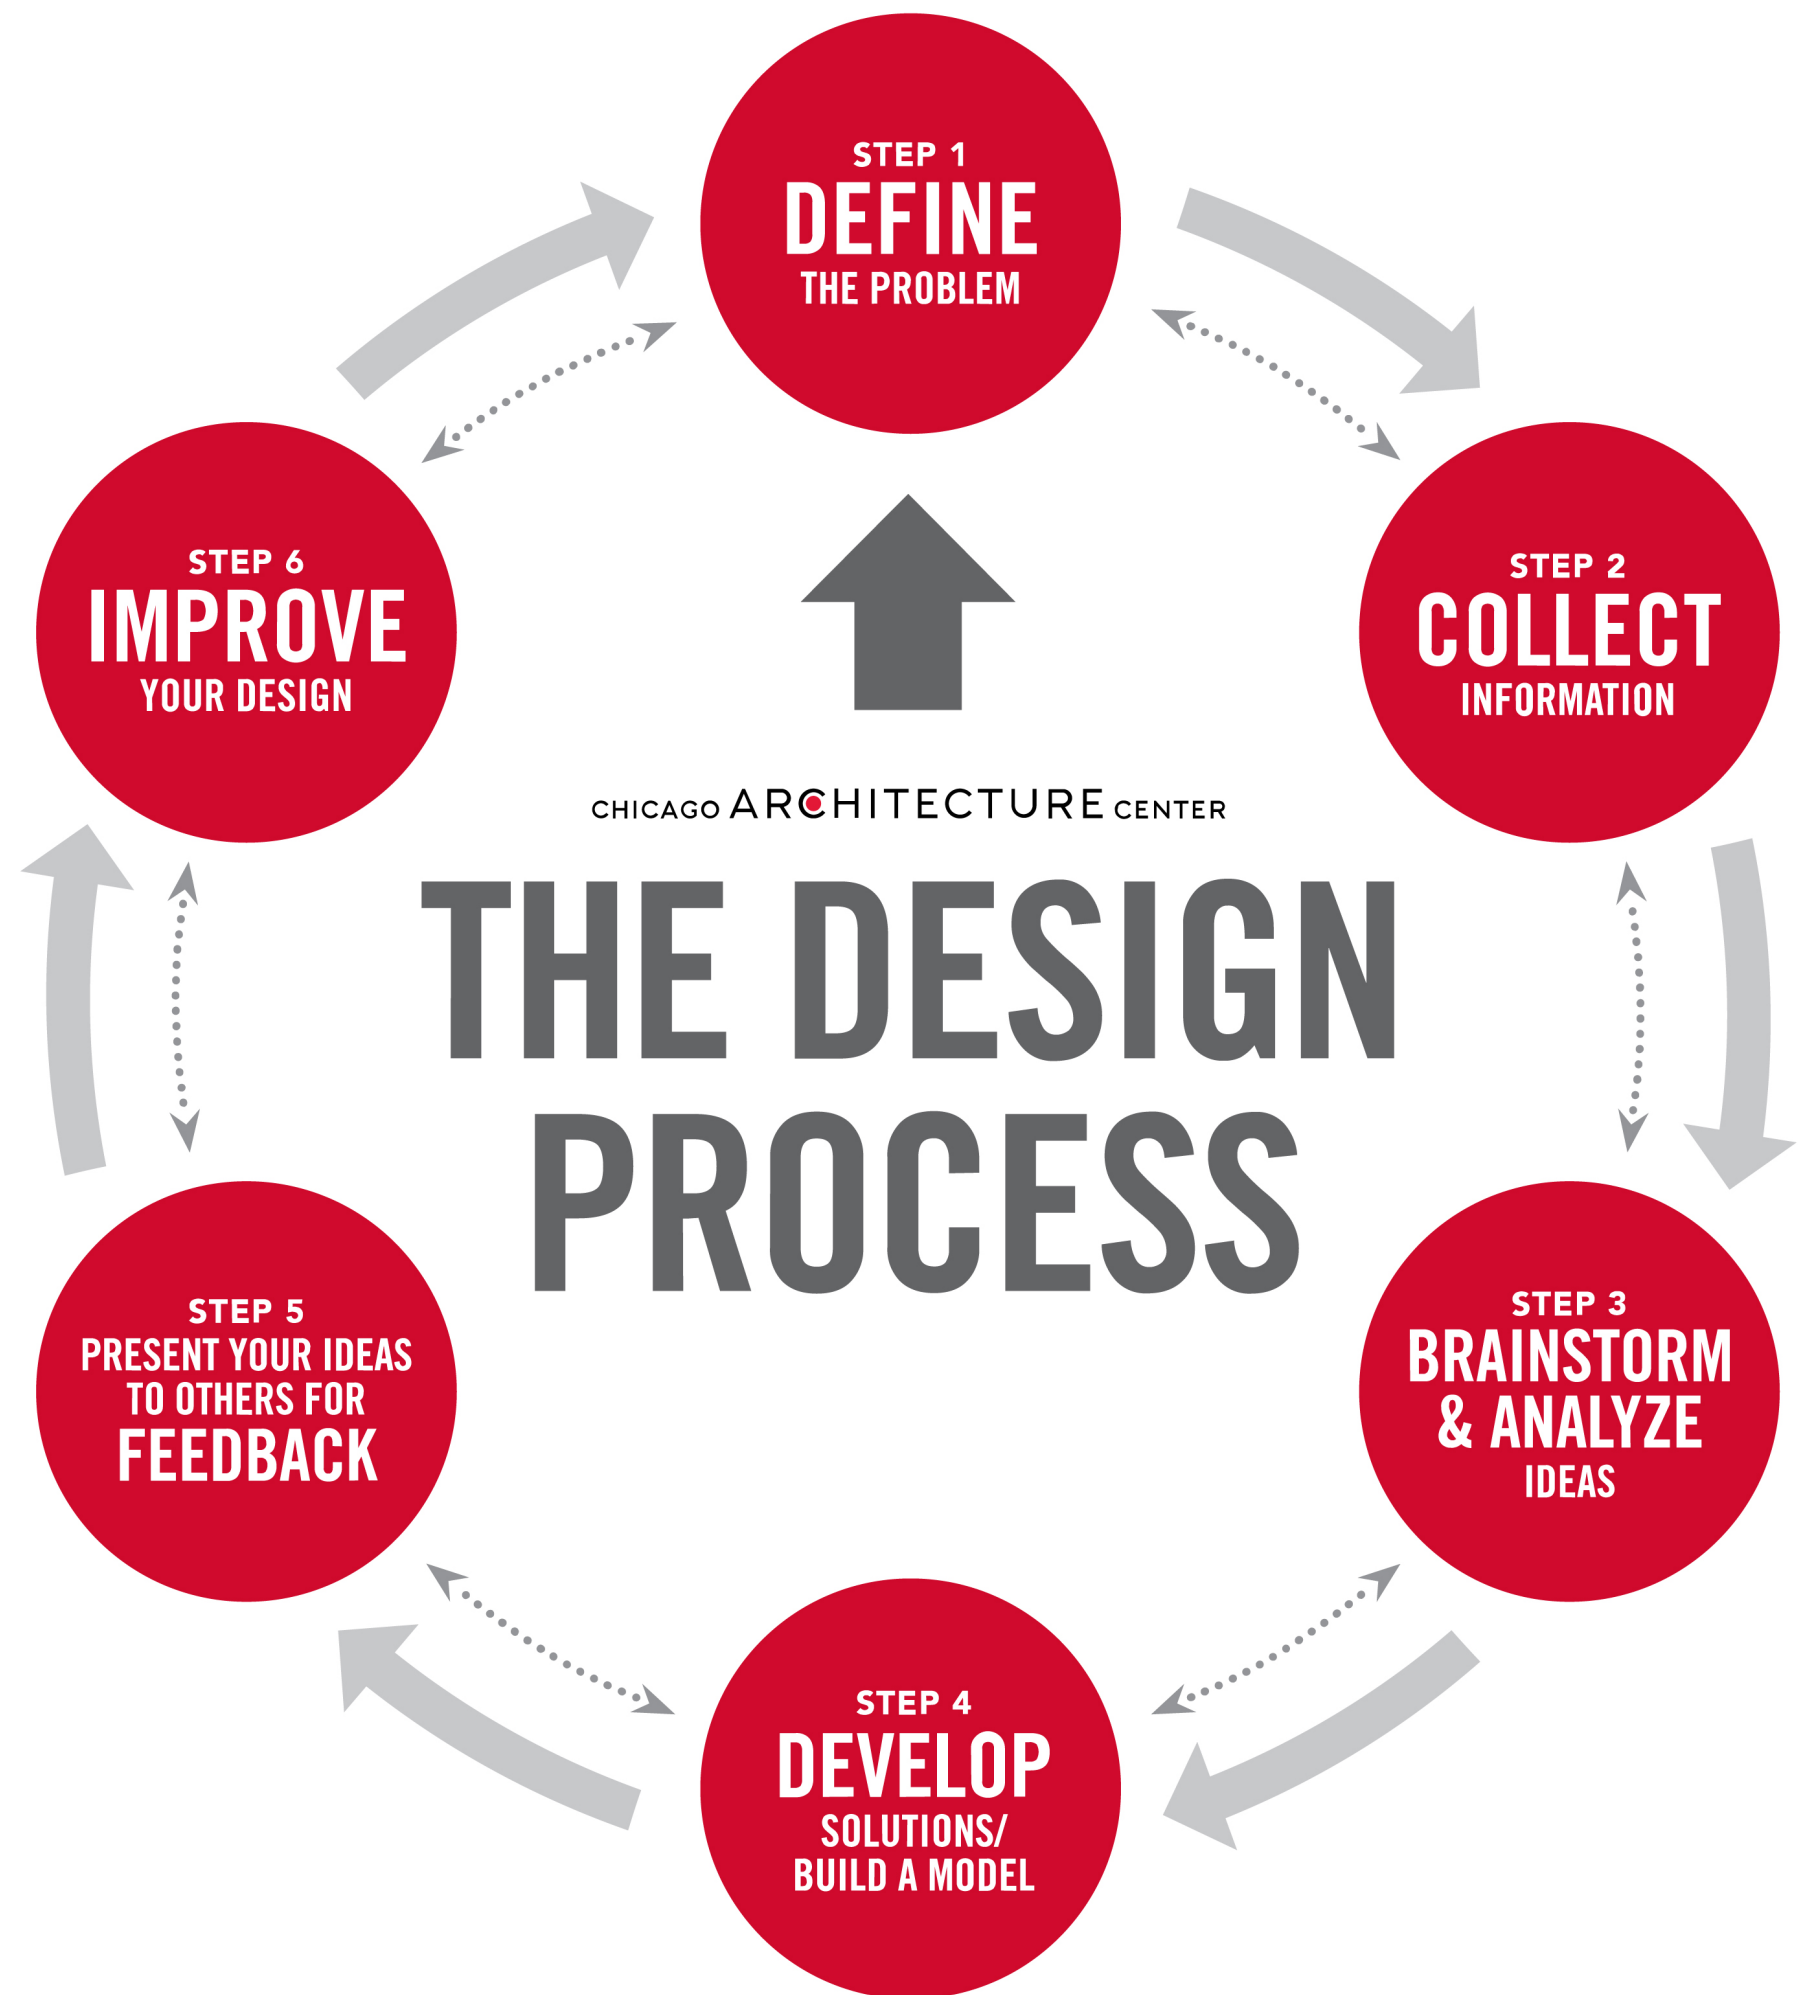 STEP 1
DEFINE
THE PROBLEM
STEP 6
IMPROVE
YOUR DESIGN
STEP 2
COLLECT
INFORMATION
CHICAGO ARCHITECTURE CENTER
THE DESIGN
PROCESS
STEP 5
PRESENT YOUR IDEAS
TO OTHERS FOR
FEEDBACK
STEP 3
BRAINSTORM
& ANALYZE
IDEAS
STEP 4
DEVELOP
SOLUTIONS/
BUILD A MODEL